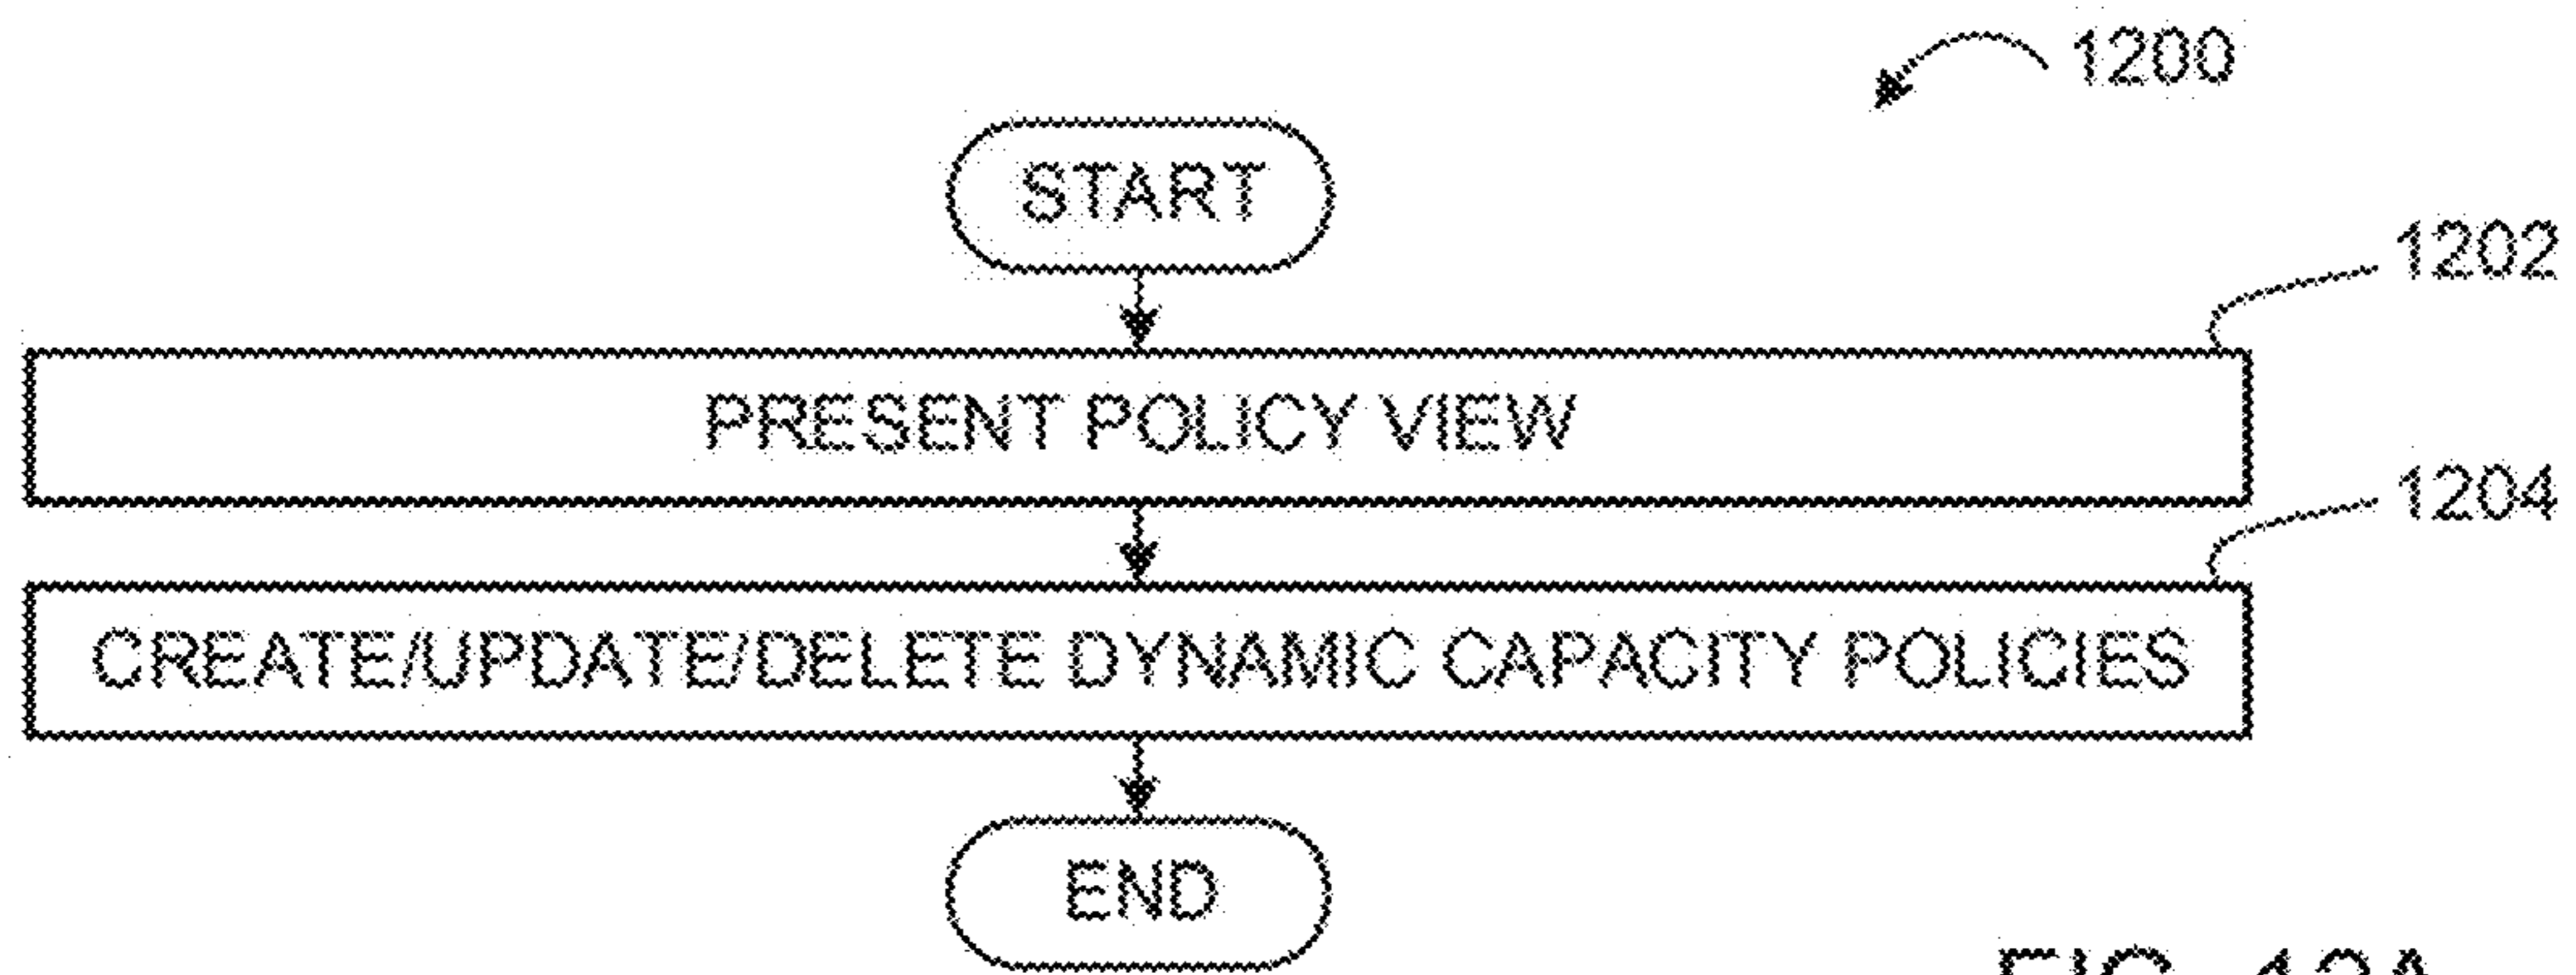 1200
START
1202
PRESENT POLICY VIEW
1204
CREATE/UPDATE/DELETE DYNAMIC CAPACITY POLICIES
END